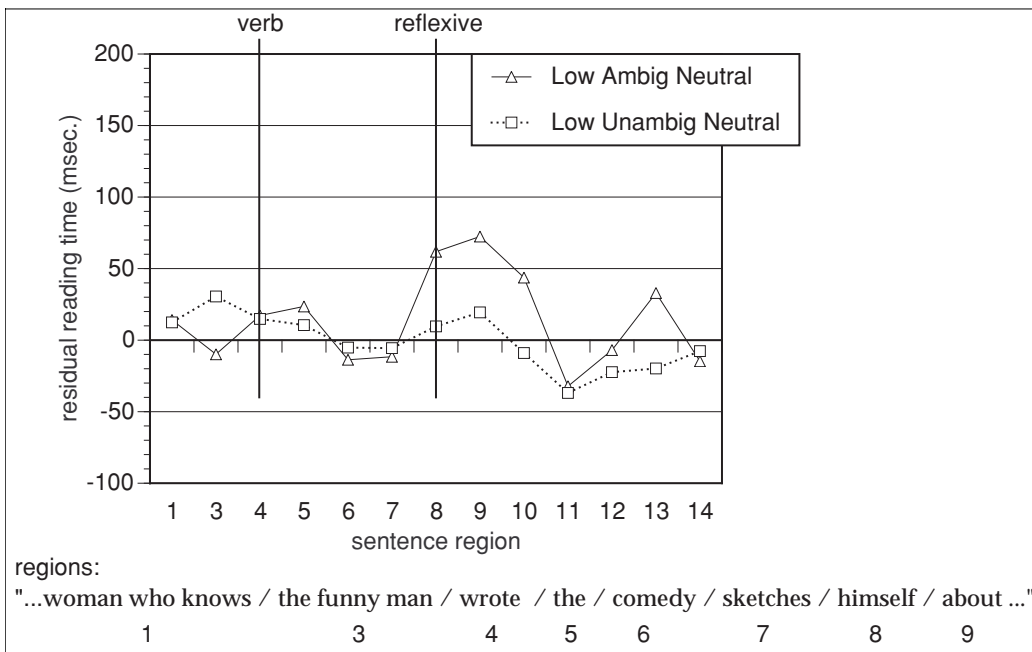 verb reflexive
200
150
100
50
0
-50
-100
residual reading time (msec.)
Low Ambig Neutral
Low Unambig Neutral
1 3 4 5 6 7 8 9 10 11 12 13 14
sentence region
regions:
"...woman who knows / the funny man / wrote / the / comedy / sketches / himself / about ..."
1 3 4 5 6 7 8 9